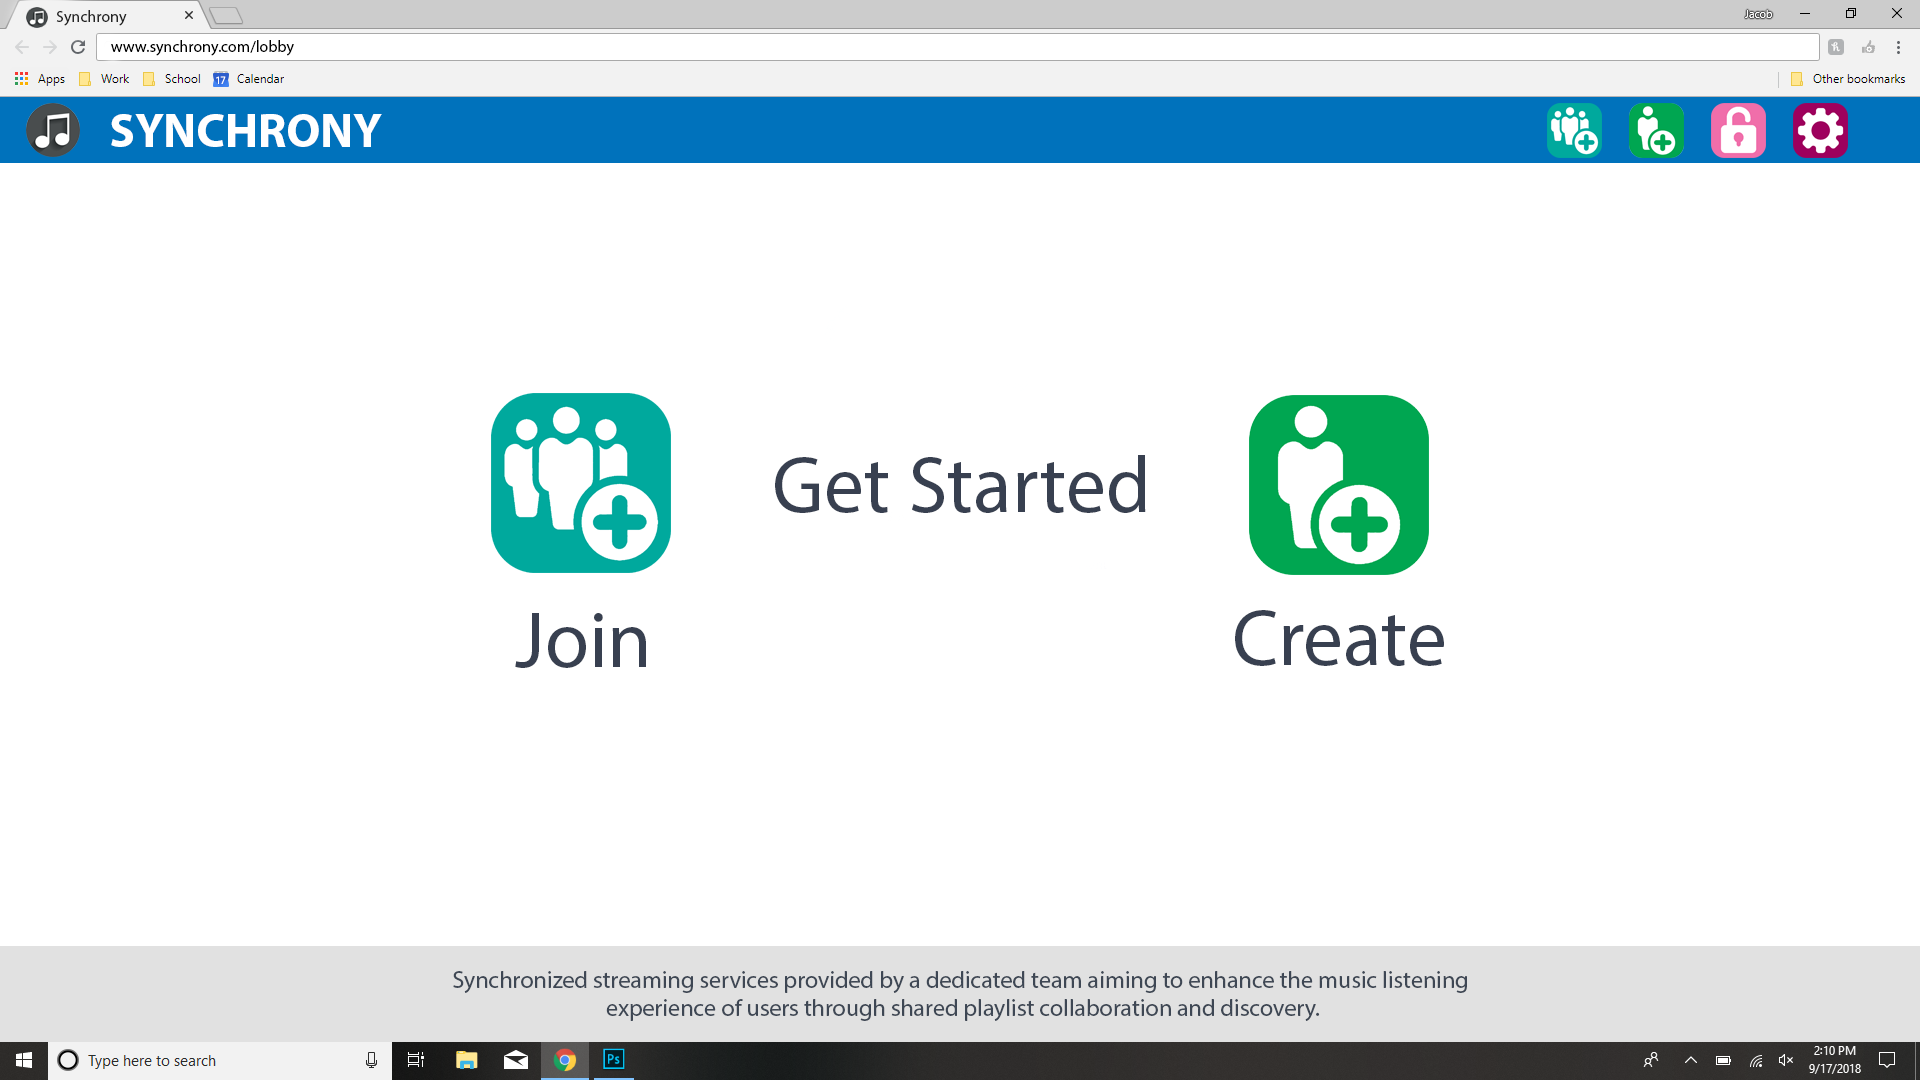 Synchrony
Jacob
www.synchrony.com/lobby
Apps Work School 17 Calendar Other bookmarks
SYNCHRONY
Get Started
Join Create
Synchronized streaming services provided by a dedicated team aiming to enhance the music listening
experience of users through shared playlist collaboration and discovery.
Type here to search
Ps
2:10 PM
9/17/2018